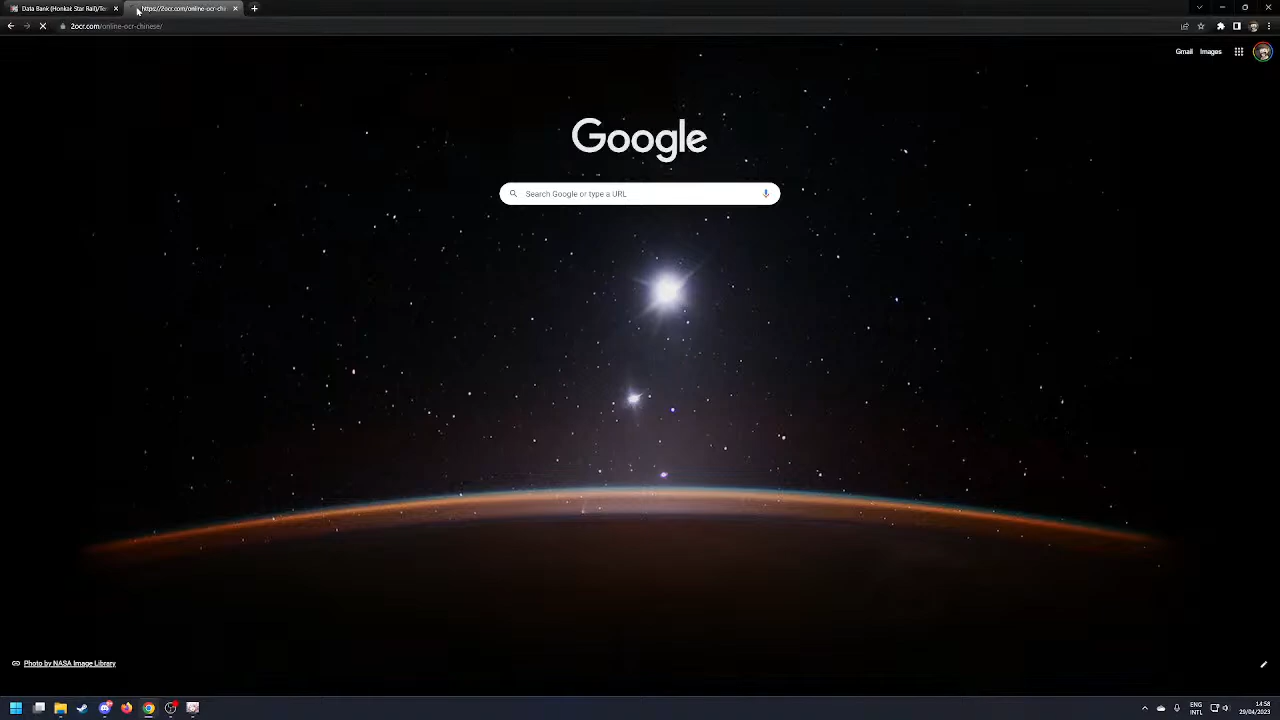 Data Bank (Honkai: Star Rail)/Te
https://2ocr.com/online-ocr-chi
2ocr.com/online-ocr-chinese/
Gmail Images
Google
Search Google or type a URL
Photo by NASA Image Library
ENG
INTL
14:58
29/04/2023